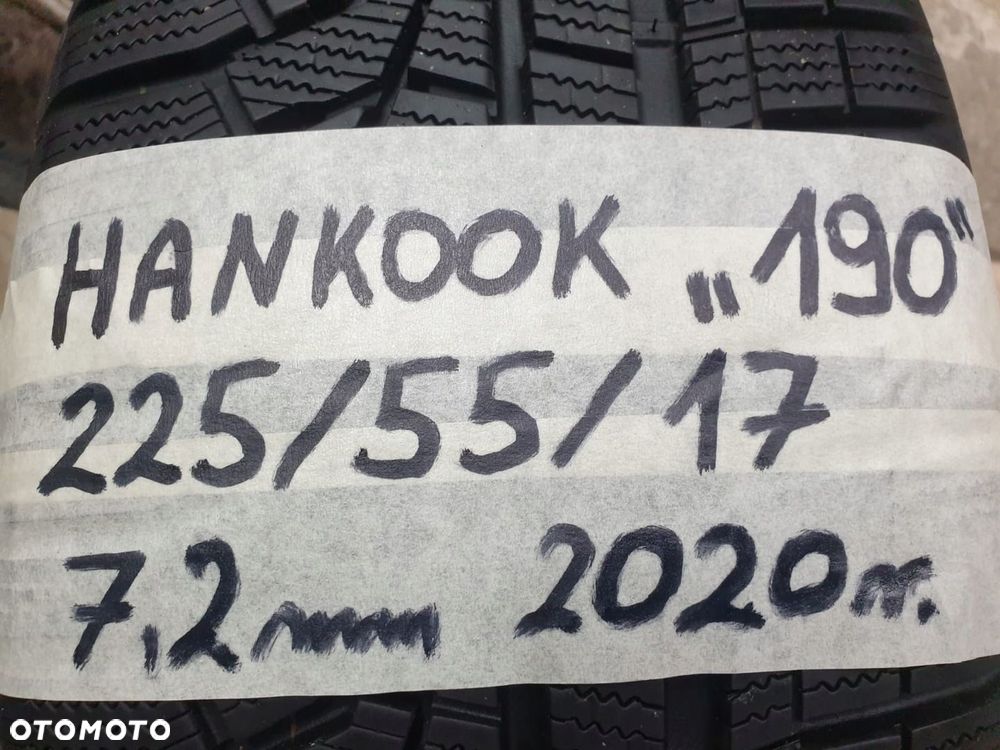 HANKOOK „190"
225/55/17
7,2mm 2020r.
OTOMOTO